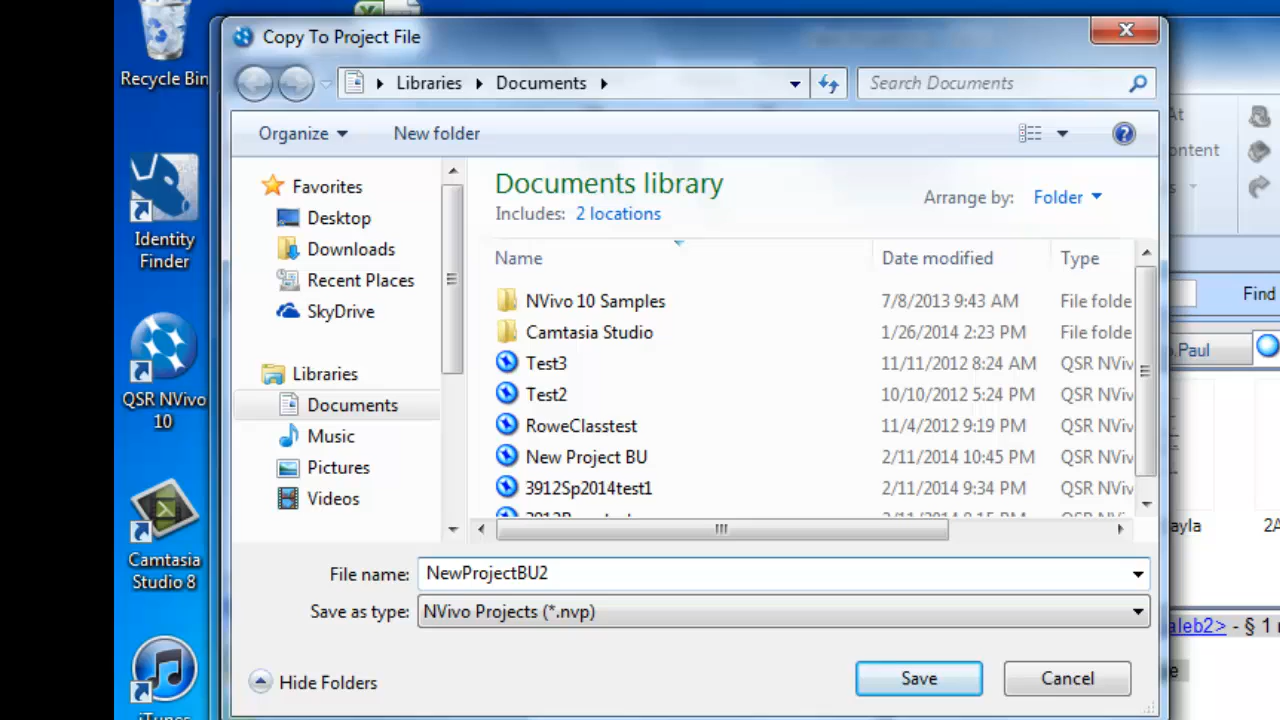 Recycle Bin
Identity
Finder
QSR NVivo
10
Camtasia
Studio 8
iTunes
Copy To Project File
Libraries Documents
Search Documents
Organize New folder
Favorites
Desktop
Downloads
Recent Places
SkyDrive
Libraries
Documents
Music
Pictures
Videos
Documents library
Includes: 2 locations
Arrange by: Folder
Name Date modified Type
NVivo 10 Samples 7/8/2013 9:43 AM File folde
Camtasia Studio 1/26/2014 2:23 PM File folde
Test3 11/11/2012 8:24 AM QSR NViv
Test2 10/10/2012 5:24 PM QSR NViv
RoweClasstest 11/4/2012 9:19 PM QSR NViv
New Project BU 2/11/2014 10:45 PM QSR NViv
3912Sp2014test1 2/11/2014 9:34 PM QSR NViv
File name: NewProjectBU2
Save as type: NVivo Projects (*.nvp)
Hide Folders
Save Cancel
At
ontent
s
Find
.Paul
ayla 2A
aleb2> - § 1
e